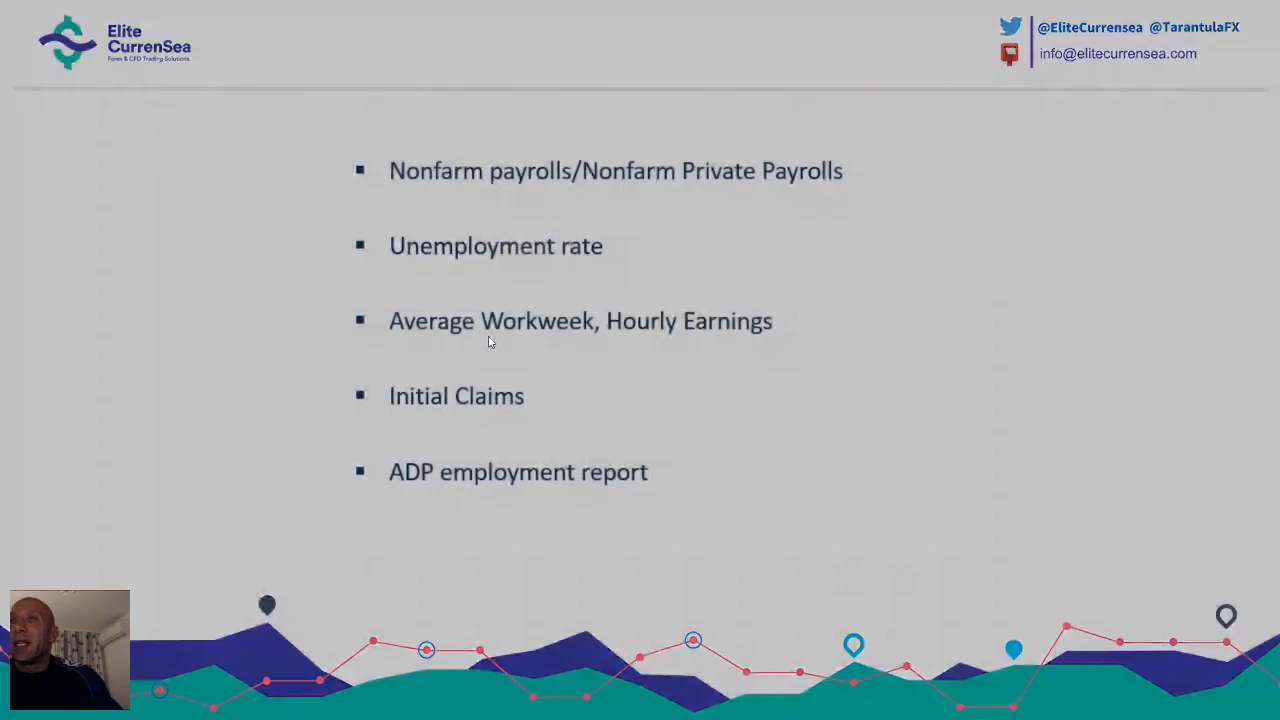 Elite
CurrenSea
Forex & CFD Trading Solutions
@EliteCurrensea @TarantulaFX
info@elitecurrensea.com
Nonfarm payrolls/Nonfarm Private Payrolls
Unemployment rate
Average Workweek, Hourly Earnings
Initial Claims
ADP employment report